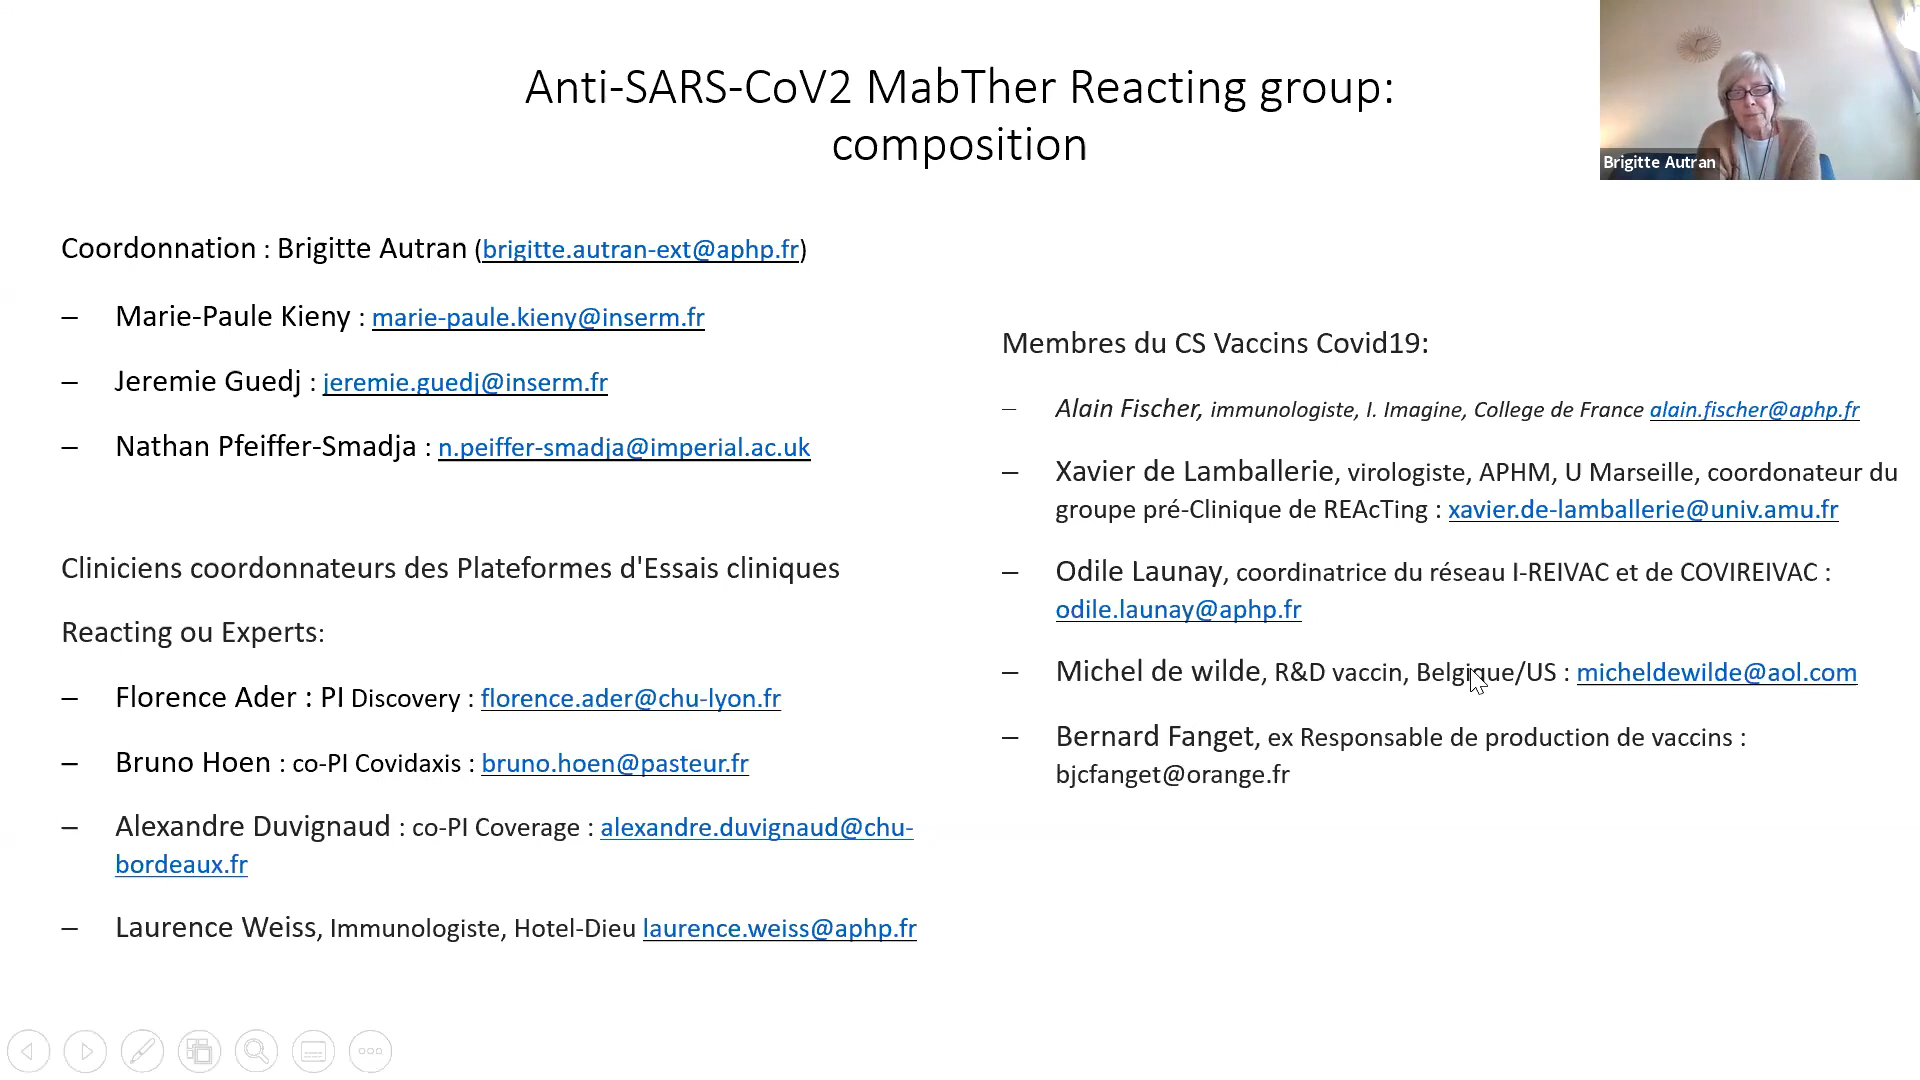 Anti-SARS-CoV2 MabTher Reacting group:
composition
Brigitte Autran
Coordonnation : Brigitte Autran (brigitte.autran-ext@aphp.fr)
– Marie-Paule Kieny : marie-paule.kieny@inserm.fr
– Jeremie Guedj : jeremie.guedj@inserm.fr
– Nathan Pfeiffer-Smadja : n.peiffer-smadja@imperial.ac.uk
Cliniciens coordonnateurs des Plateformes d'Essais cliniques
Reacting ou Experts:
– Florence Ader : PI Discovery : florence.ader@chu-lyon.fr
– Bruno Hoen : co-PI Covidaxis : bruno.hoen@pasteur.fr
– Alexandre Duvignaud : co-PI Coverage : alexandre.duvignaud@chu-
bordeaux.fr
– Laurence Weiss, Immunologiste, Hotel-Dieu laurence.weiss@aphp.fr
Membres du CS Vaccins Covid19:
– Alain Fischer, immunologiste, I. Imagine, College de France alain.fischer@aphp.fr
– Xavier de Lamballerie, virologiste, APHM, U Marseille, coordonateur du
groupe pré-Clinique de REAcTing : xavier.de-lamballerie@univ.amu.fr
– Odile Launay, coordinatrice du réseau I-REIVAC et de COVIREIVAC :
odile.launay@aphp.fr
– Michel de wilde, R&D vaccin, Belgique/US : micheldewilde@aol.com
– Bernard Fanget, ex Responsable de production de vaccins :
bjcfanget@orange.fr